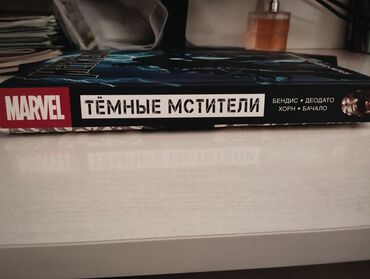 MARVEL
ТЁМНЫЕ МСТИТЕЛИ
БЕНДИС • ДЕОДАТО
ХОРН • БАЧАЛО